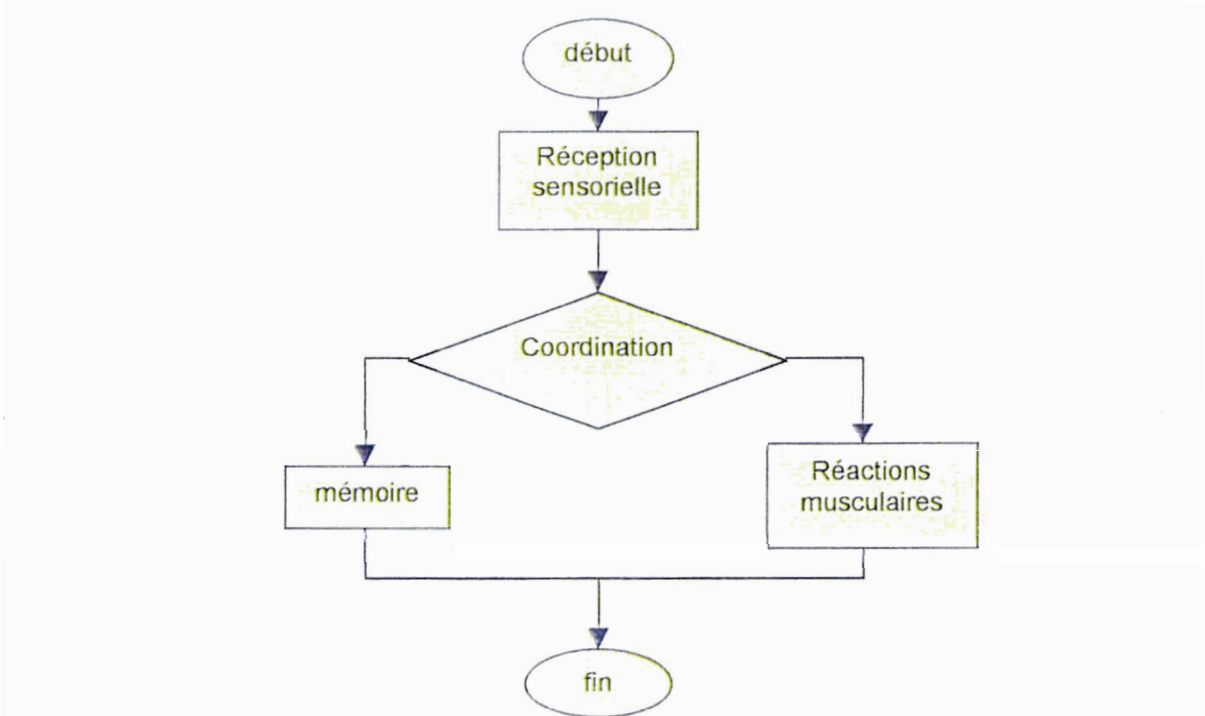 début
Réception
sensorielle
Coordination
mémoire
Réactions
musculaires
fin